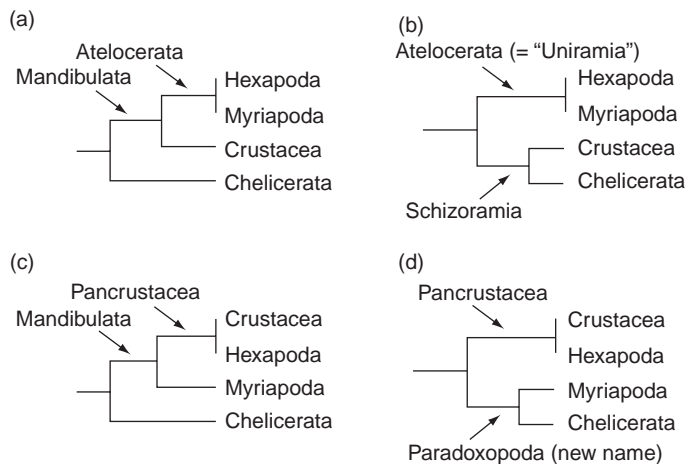 (a)
Atelocerata
Mandibulata
Hexapoda
Myriapoda
Crustacea
Chelicerata
(b)
Atelocerata (= “Uniramia”)
Hexapoda
Myriapoda
Crustacea
Chelicerata
Schizoramia
(c)
Pancrustacea
Mandibulata
Crustacea
Hexapoda
Myriapoda
Chelicerata
(d)
Pancrustacea
Crustacea
Hexapoda
Myriapoda
Chelicerata
Paradoxopoda (new name)